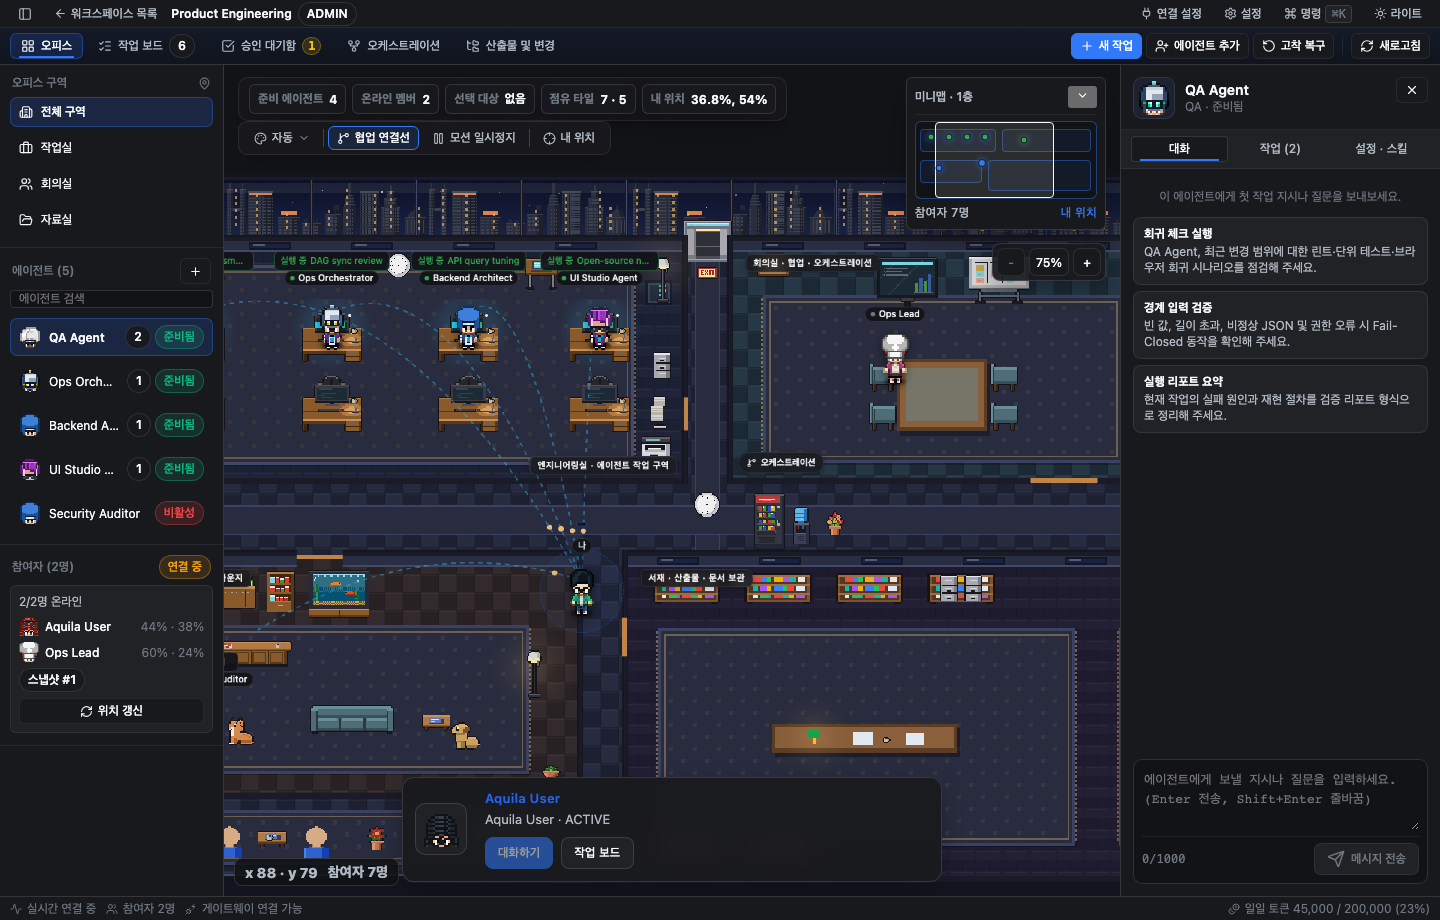 워크스페이스 목록 Product Engineering ADMIN
연결 설정 설정 명령 ⌘K 라이트
오피스 작업 보드 6 승인 대기함 1 오케스트레이션 산출물 및 변경
새 작업 에이전트 추가 고착 복구 새로고침
오피스 구역
전체 구역
작업실
회의실
자료실
에이전트 (5)
에이전트 검색
QA Agent 2 준비됨
Ops Orch... 1 준비됨
Backend A... 1 준비됨
UI Studio ... 1 준비됨
Security Auditor 비활성
참여자 (2명) 연결 중
2/2명 온라인
Aquila User 44% · 38%
Ops Lead 60% · 24%
스냅샷 #1
위치 갱신
준비 에이전트 4 온라인 멤버 2 선택 대상 없음 점유 타일 7 · 5 내 위치 36.8%, 54%
자동 협업 연결선 모션 일시정지 내 위치
미니맵 · 1층
참여자 7명 내 위치
- 75% +
sm... 실행 중 DAG sync review 실행 중 API query tuning 실행 중 Open-source n...
Ops Orchestrator Backend Architect UI Studio Agent
EXIT
회의실 · 협업 · 오케스트레이션
Ops Lead
엔지니어링실 · 에이전트 작업 구역
오케스트레이션
나
라운지
서재 · 산출물 · 문서 보관
uditor
Aquila User
Aquila User · ACTIVE
대화하기 작업 보드
x 88 · y 79 참여자 7명
QA Agent
QA · 준비됨
대화 작업 (2) 설정 · 스킬
이 에이전트에게 첫 작업 지시나 질문을 보내보세요.
회귀 체크 실행
QA Agent, 최근 변경 범위에 대한 린트·단위 테스트·브라
우저 회귀 시나리오를 점검해 주세요.
경계 입력 검증
빈 값, 길이 초과, 비정상 JSON 및 권한 오류 시 Fail-
Closed 동작을 확인해 주세요.
실행 리포트 요약
현재 작업의 실패 원인과 재현 절차를 검증 리포트 형식으
로 정리해 주세요.
에이전트에게 보낼 지시나 질문을 입력하세요.
(Enter 전송, Shift+Enter 줄바꿈)
0/1000 메시지 전송
실시간 연결 중 참여자 2명 게이트웨이 연결 가능
일일 토큰 45,000 / 200,000 (23%)